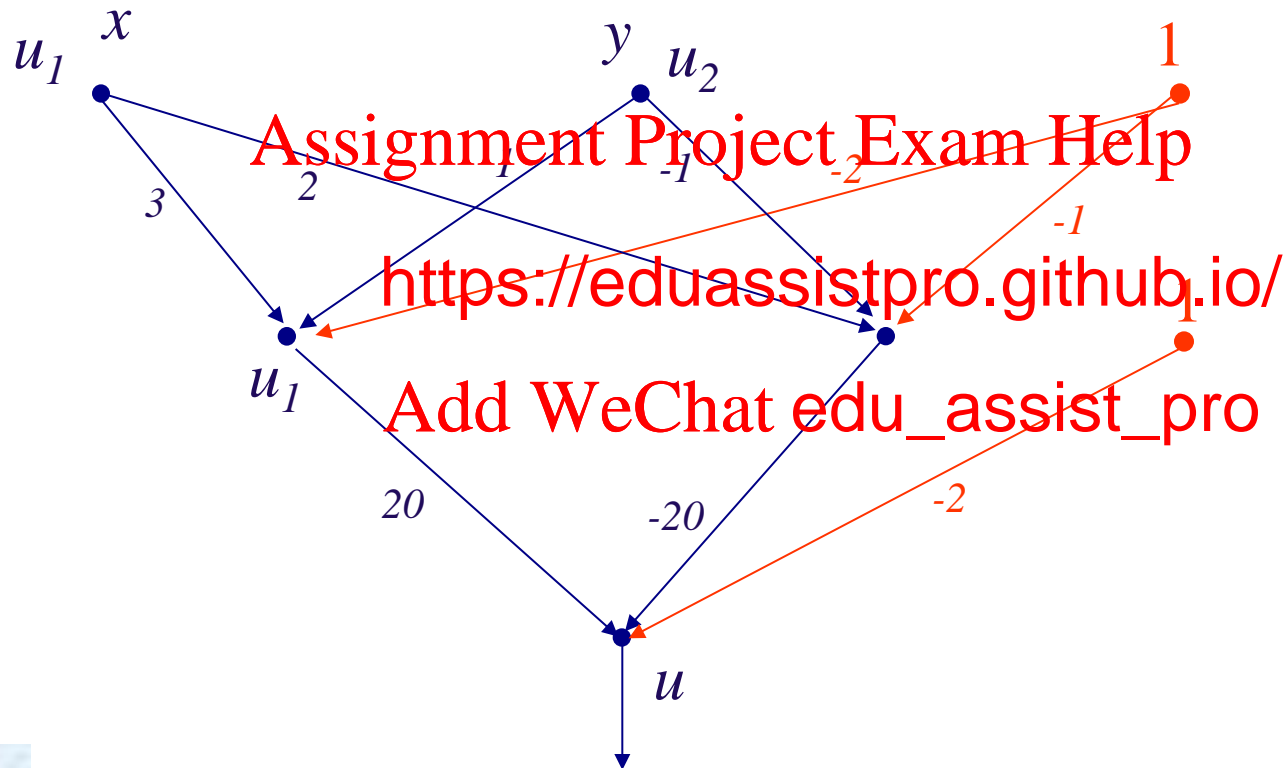 x
u1
y
u2
1
Assignment Project Exam Help
3
2
1
-1
-2
-1
https://eduassistpro.github.io/
1
u1
Add WeChat edu_assist_pro
20
-20
-2
u